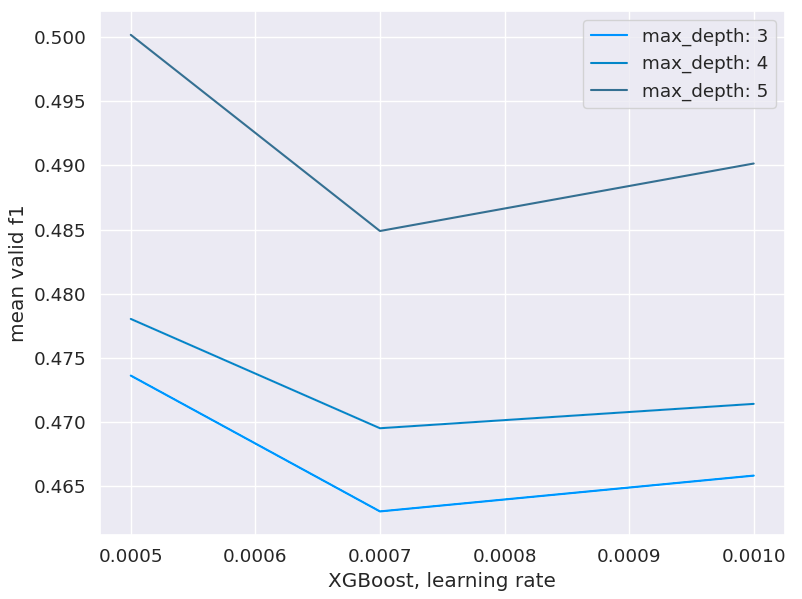 0.500
0.495
0.490
0.485
0.480
0.475
0.470
0.465
mean valid f1
max_depth: 3
max_depth: 4
max_depth: 5
0.0005 0.0006 0.0007 0.0008 0.0009 0.0010
XGBoost, learning rate